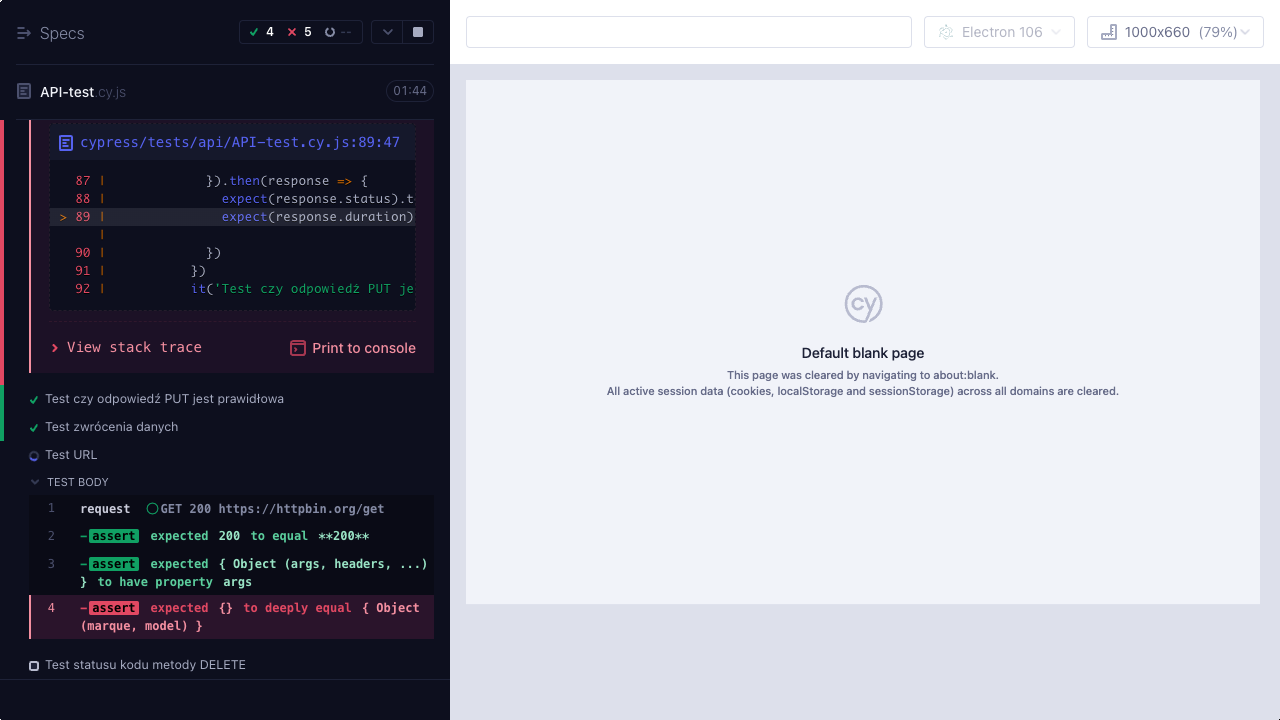 Specs
4
5
--
Electron 106
1000x660 (79%)
API-test.cy.js
01:44
cypress/tests/api/API-test.cy.js:89:47
87 | }).then(response => {
88 | expect(response.status).t
> 89 | expect(response.duration)
|
90 | })
91 | })
92 | it('Test czy odpowiedź PUT je
View stack trace
Print to console
Test czy odpowiedź PUT jest prawidłowa
Test zwrócenia danych
Test URL
TEST BODY
1 request GET 200 https://httpbin.org/get
2 -assert expected 200 to equal **200**
3 -assert expected { Object (args, headers, ...)
} to have property args
4 -assert expected {} to deeply equal { Object
(marque, model) }
Test statusu kodu metody DELETE
cy
Default blank page
This page was cleared by navigating to about:blank.
All active session data (cookies, localStorage and sessionStorage) across all domains are cleared.